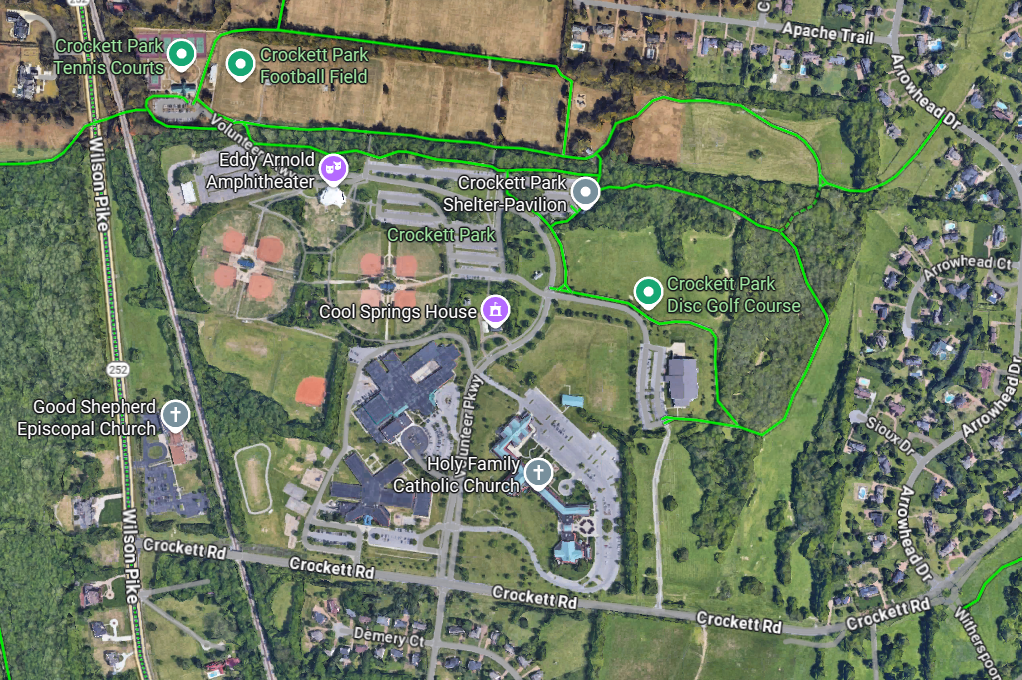 252
C
Apache Trail
Crockett Park
Tennis Courts
Crockett Park
Football Field
Arrowhead Dr
Wilson Pike
Eddy Arnold
Amphitheater
Crockett Park
Shelter-Pavilion
Crockett Park
Arrowhead Ct
Crockett Park
Disc Golf Course
Cool Springs House
252
Good Shepherd
Episcopal Church
Arrowhead Dr
Sioux Dr
Holy Family
Catholic Church
Wilson Pike
Arrowhead Dr
Crockett Rd
Crockett Rd
Crockett Rd
Crockett Rd
Crockett Rd
Demery Ct